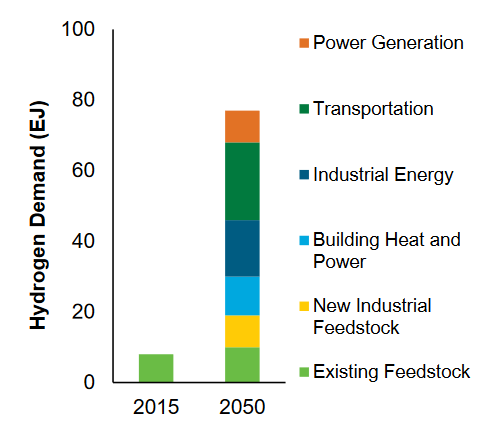 100
80
60
40
20
0
Hydrogen Demand (EJ)
2015
2050
Power Generation
Transportation
Industrial Energy
Building Heat and
Power
New Industrial
Feedstock
Existing Feedstock